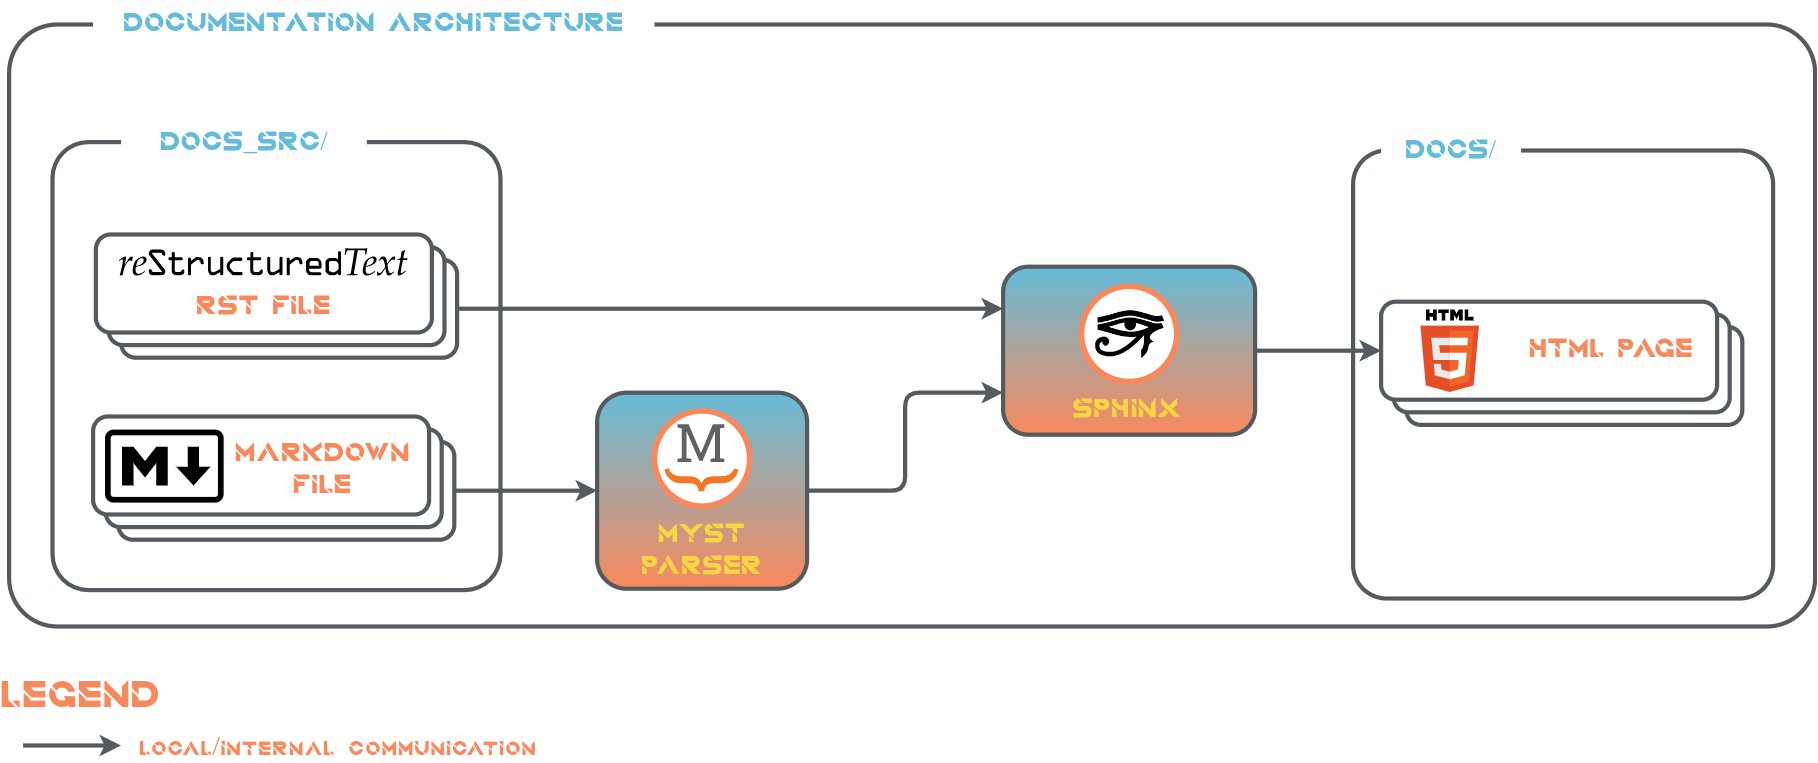 DOCUMENTATION ARCHITECTURE
DOCS_SRC/
reStructuredText
RST FILE
M
MARKDOWN
FILE
M
MYST
PARSER
SPHINX
DOCS/
HTML
5
HTML PAGE
LEGEND
LOCAL/INTERNAL COMMUNICATION